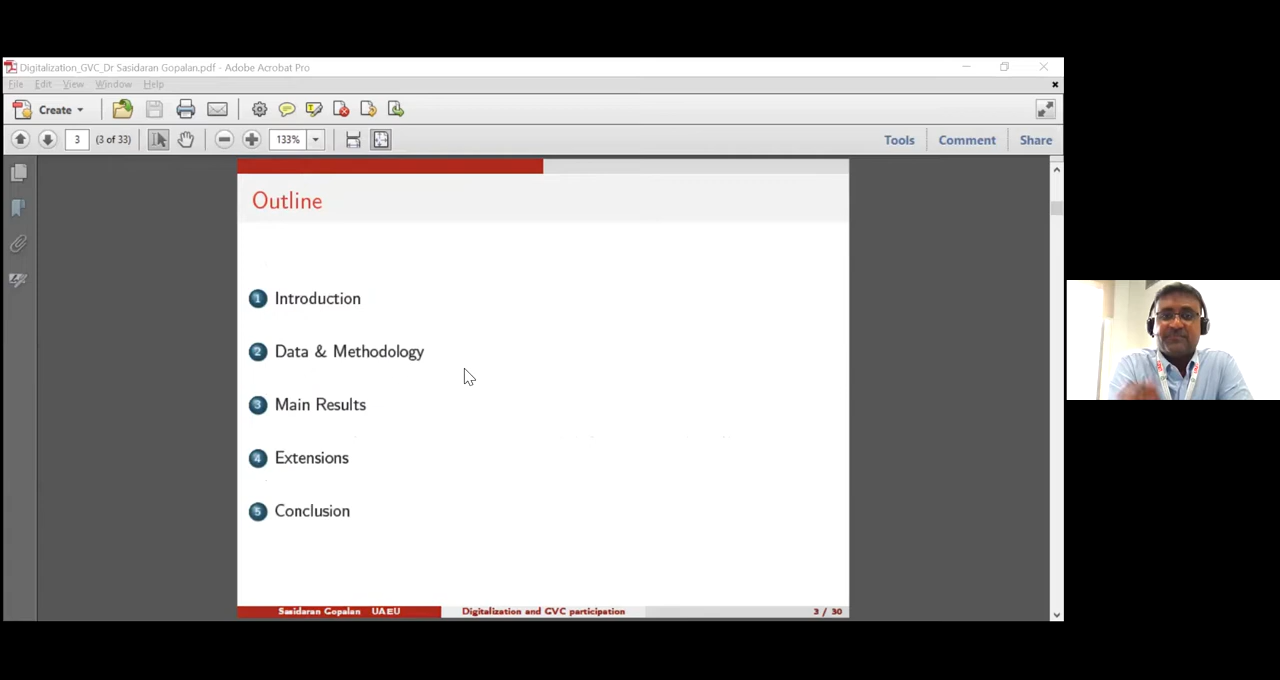 Digitalization_GVC_Dr Sasidaran Gopalan.pdf - Adobe Acrobat Pro
File Edit View Window Help
Create
3 (3 of 33) 133% Tools Comment Share
Outline
1 Introduction
2 Data & Methodology
3 Main Results
4 Extensions
5 Conclusion
Sasidaran Gopalan UAEU Digitalization and GVC participation 3 / 30